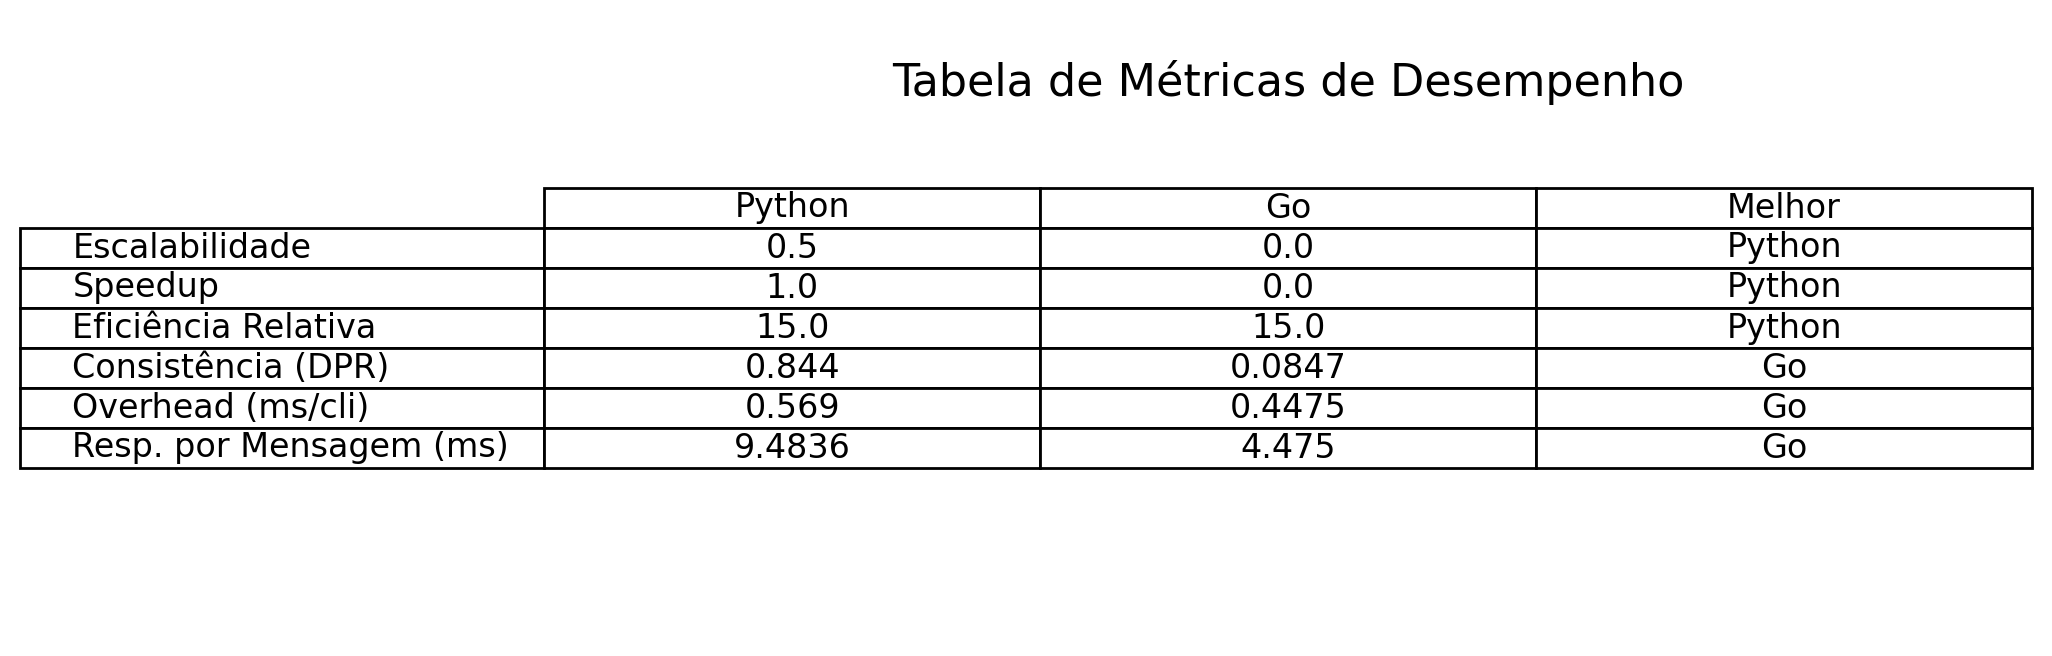 Tabela de Métricas de Desempenho
Python Go Melhor
Escalabilidade 0.5 0.0 Python
Speedup 1.0 0.0 Python
Eficiência Relativa 15.0 15.0 Python
Consistência (DPR) 0.844 0.0847 Go
Overhead (ms/cli) 0.569 0.4475 Go
Resp. por Mensagem (ms) 9.4836 4.475 Go